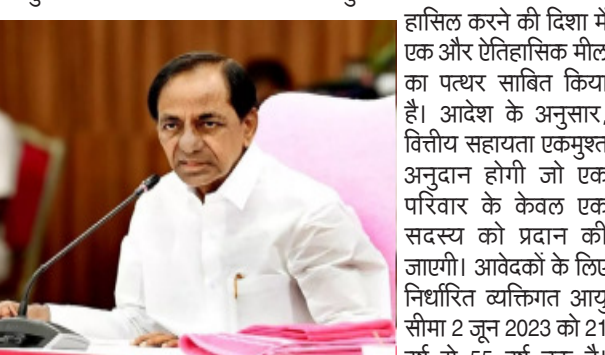 हासिल करने की दिशा में
एक और ऐतिहासिक मील
का पत्थर साबित किया
है। आदेश के अनुसार,
वित्तीय सहायता एकमुश्त
अनुदान होगी जो एक
परिवार के केवल एक
सदस्य को प्रदान की
जाएगी। आवेदकों के लिए
निर्धारित व्यक्तिगत आयु
सीमा 2 जून 2023 को 21